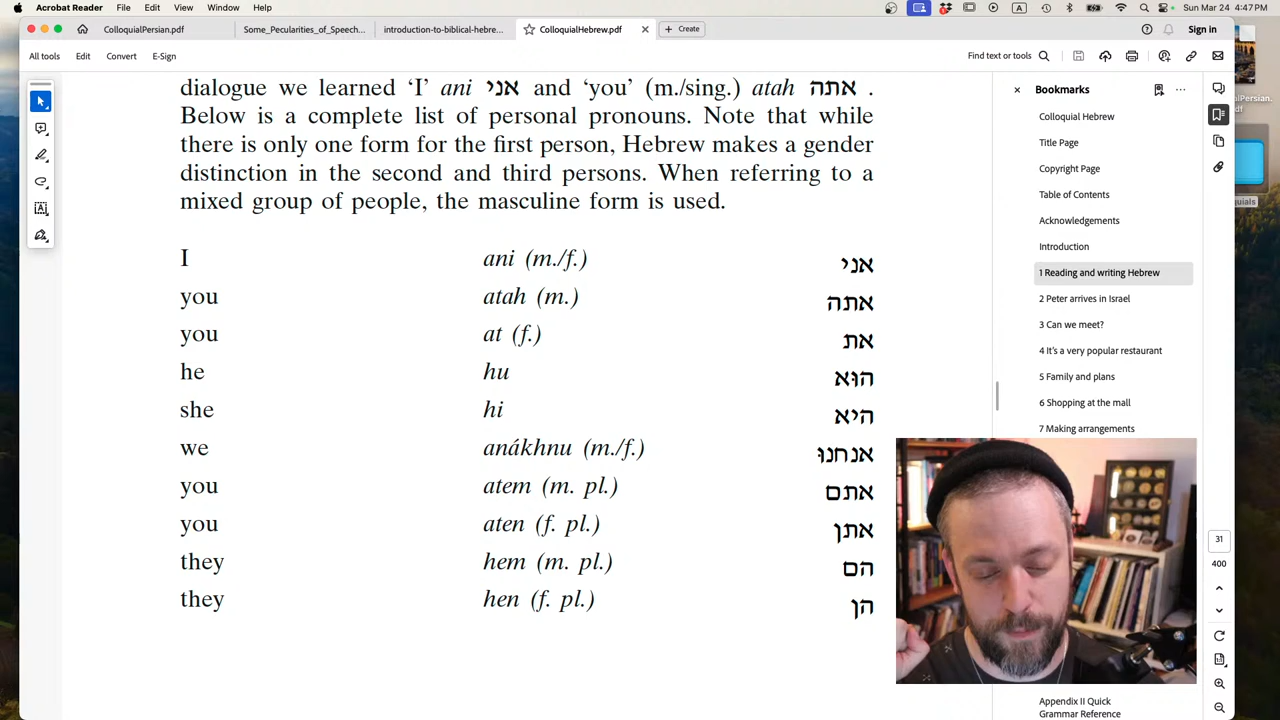 Acrobat Reader File Edit View Window Help
Sun Mar 24 4:47 PM
ColloquialPersian.pdf Some_Pecularities_of_Speech... introduction-to-biblical-hebre... ColloquialHebrew.pdf Create Sign in
All tools Edit Convert E-Sign Find text or tools
dialogue we learned ‘I’ ani אני and ‘you’ (m./sing.) atah אתה .
Below is a complete list of personal pronouns. Note that while
there is only one form for the first person, Hebrew makes a gender
distinction in the second and third persons. When referring to a
mixed group of people, the masculine form is used.
I ani (m./f.) אני
you atah (m.) אתה
you at (f.) את
he hu הוּא
she hi היא
we anákhnu (m./f.) אנחנוּ
you atem (m. pl.) אתם
you aten (f. pl.) אתן
they hem (m. pl.) הם
they hen (f. pl.) הן
Bookmarks
Colloquial Hebrew
Title Page
Copyright Page
Table of Contents
Acknowledgements
Introduction
1 Reading and writing Hebrew
2 Peter arrives in Israel
3 Can we meet?
4 It's a very popular restaurant
5 Family and plans
6 Shopping at the mall
7 Making arrangements
Appendix II Quick
Grammar Reference
31
400